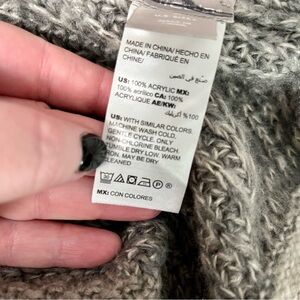 MADE IN CHINA/ HECHO EN
CHINA/ FABRIQUÉ EN
CHINE/
صنع في الصين
US: 100% ACRYLIC MX:
100% acrílico CA: 100%
ACRYLIQUE AE/KW:
100% أكريليك
US: WITH SIMILAR COLORS.
MACHINE WASH COLD,
GENTLE CYCLE. ONLY
NON-CHLORINE BLEACH.
TUMBLE DRY LOW. WARM
IRON. MAY BE DRY
CLEANED
MX: CON COLORES